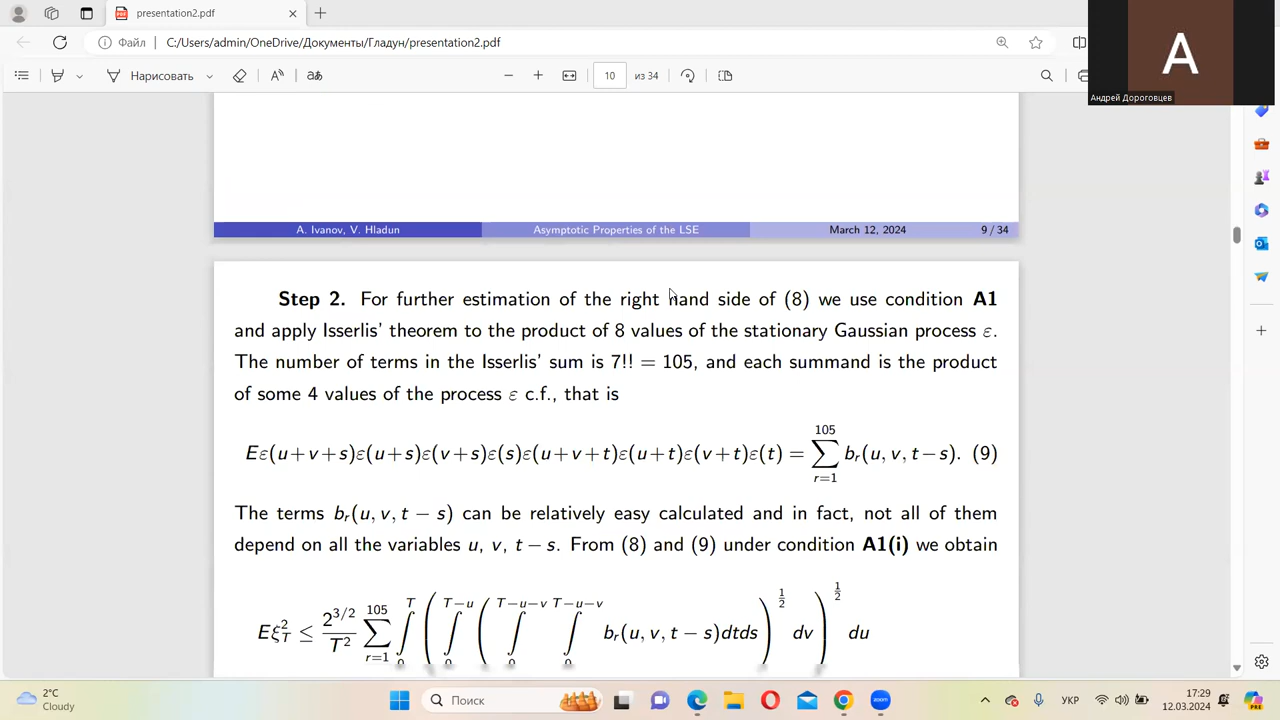 presentation2.pdf
Файл
C:/Users/admin/OneDrive/Документы/Гладун/presentation2.pdf
Нарисовать
10 из 34
A
Андрей Дороговцев
A. Ivanov, V. Hladun Asymptotic Properties of the LSE March 12, 2024 9 / 34
Step 2. For further estimation of the right hand side of (8) we use condition A1
and apply Isserlis' theorem to the product of 8 values of the stationary Gaussian process ε.
The number of terms in the Isserlis' sum is 7!! = 105, and each summand is the product
of some 4 values of the process ε c.f., that is
Eε(u+v+s)ε(u+s)ε(v+s)ε(s)ε(u+v+t)ε(u+t)ε(v+t)ε(t) = ∑_{r=1}^{105} b_r(u, v, t−s). (9)
The terms b_r(u, v, t − s) can be relatively easy calculated and in fact, not all of them
depend on all the variables u, v, t − s. From (8) and (9) under condition A1(i) we obtain
Eξ_T^2 ≤ \frac{2^{3/2}}{T^2} ∑_{r=1}^{105} ∫_0^T ( ∫_0^{T−u} ( ∫_0^{T−u−v} ∫_0^{T−u−v} b_r(u, v, t − s)dtds )^{1/2} dv )^{1/2} du
2°C
Cloudy
Поиск
УКР
17:29
12.03.2024
PRE